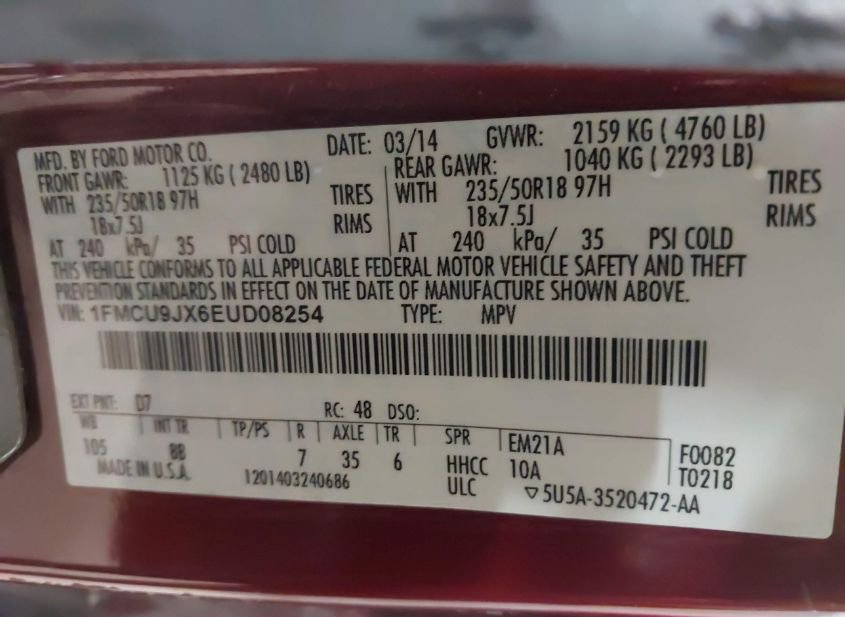 MFD. BY FORD MOTOR CO. DATE: 03/14 GVWR: 2159 KG ( 4760 LB)
FRONT GAWR: 1125 KG ( 2480 LB) REAR GAWR: 1040 KG ( 2293 LB)
WITH 235/50R18 97H TIRES WITH 235/50R18 97H TIRES
18x7.5J RIMS 18x7.5J RIMS
AT 240 kPa/ 35 PSI COLD AT 240 kPa/ 35 PSI COLD
THIS VEHICLE CONFORMS TO ALL APPLICABLE FEDERAL MOTOR VEHICLE SAFETY AND THEFT
PREVENTION STANDARDS IN EFFECT ON THE DATE OF MANUFACTURE SHOWN ABOVE.
VIN: 1FMCU9JX6EUD08254 TYPE: MPV
EXT PNT: D7 RC: 48 DSO:
WB INT TR TP/PS R AXLE TR SPR EM21A F0082
105 8B 7 35 6 HHCC 10A T0218
MADE IN U.S.A. 1201403240686 ULC ▽5U5A-3520472-AA